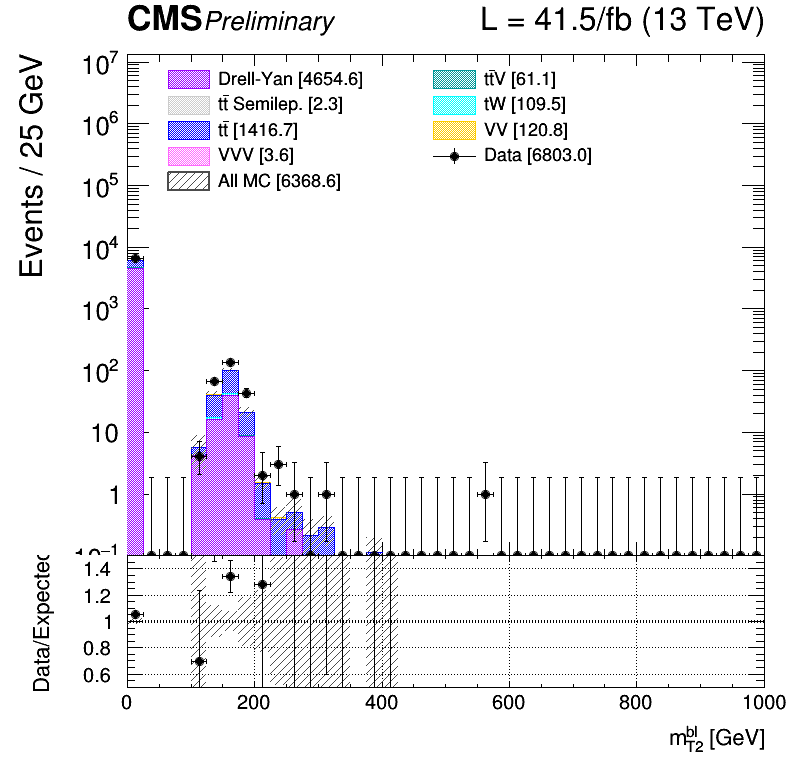 CMS Preliminary L = 41.5/fb (13 TeV)
Events / 25 GeV
10⁷
10⁶
10⁵
10⁴
10³
10²
10
1
10⁻¹
Drell-Yan [4654.6]
tt̄ Semilep. [2.3]
tt̄ [1416.7]
VVV [3.6]
All MC [6368.6]
tt̄V [61.1]
tW [109.5]
VV [120.8]
Data [6803.0]
Data/Expected
1.4
1.2
1
0.8
0.6
0 200 400 600 800 1000
m_{T2}^{bl} [GeV]